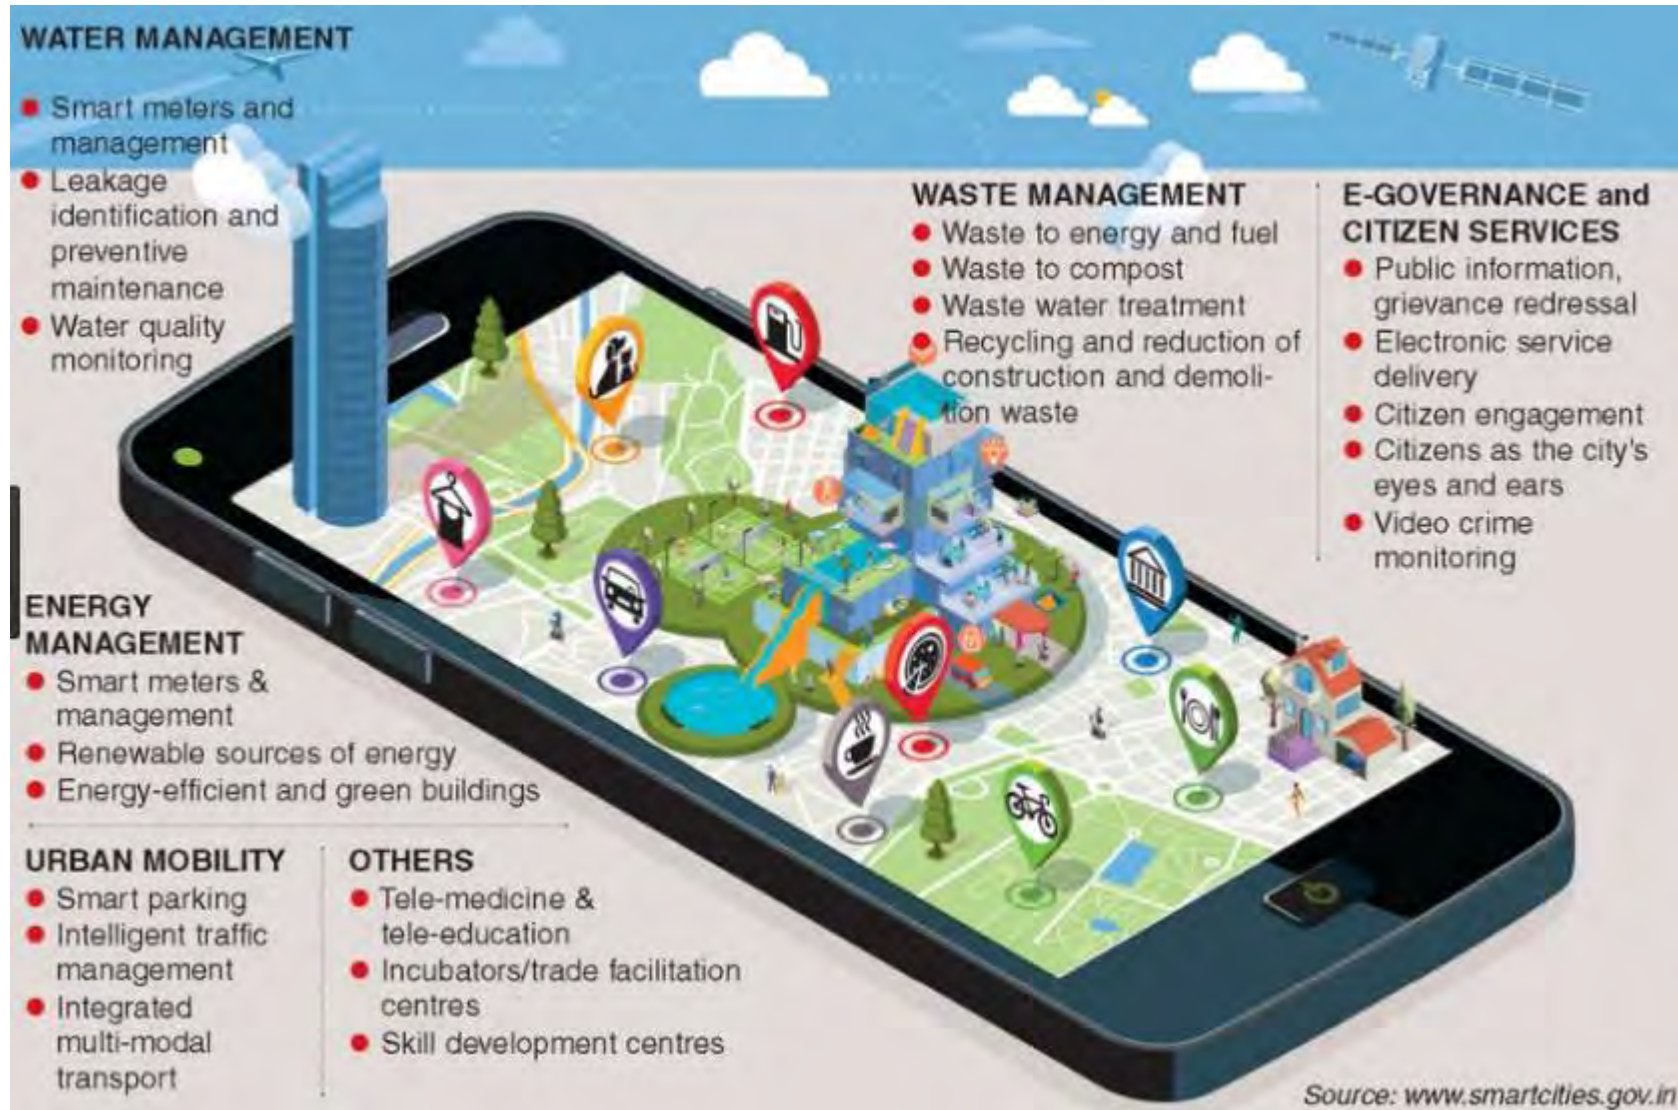 WATER MANAGEMENT
Smart meters and
management
Leakage
identification and
preventive
maintenance
Water quality
monitoring
WASTE MANAGEMENT
Waste to energy and fuel
Waste to compost
Waste water treatment
Recycling and reduction of
construction and demoli-
tion waste
E-GOVERNANCE and
CITIZEN SERVICES
Public information,
grievance redressal
Electronic service
delivery
Citizen engagement
Citizens as the city's
eyes and ears
Video crime
monitoring
ENERGY
MANAGEMENT
Smart meters &
management
Renewable sources of energy
Energy-efficient and green buildings
URBAN MOBILITY
Smart parking
Intelligent traffic
management
Integrated
multi-modal
transport
OTHERS
Tele-medicine &
tele-education
Incubators/trade facilitation
centres
Skill development centres
Source: www.smartcities.gov.in